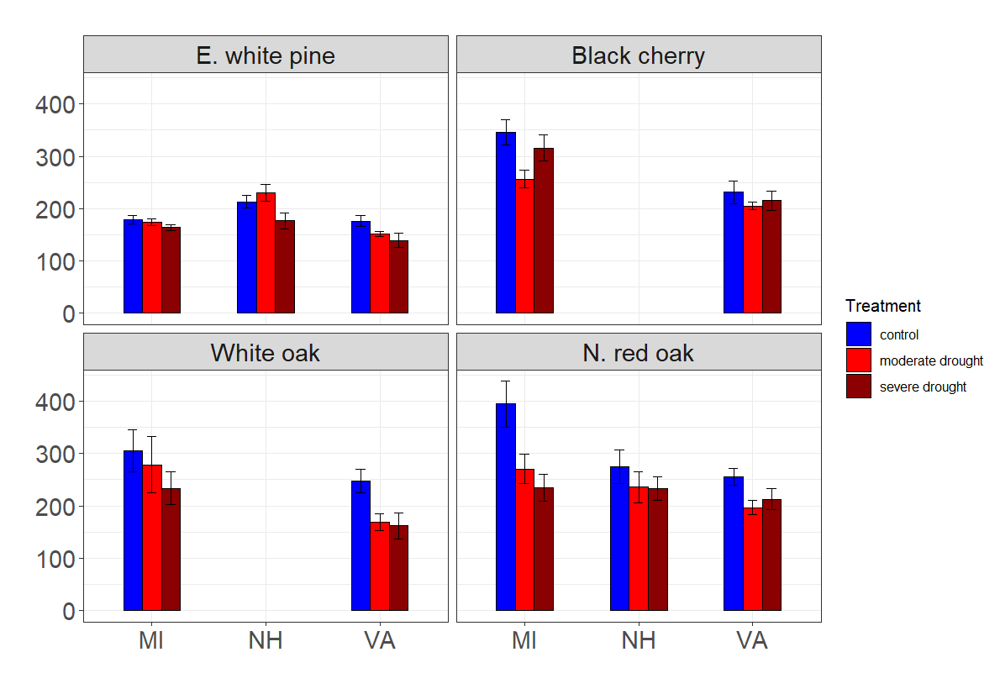 E. white pine
Black cherry
400
300
200
100
0
White oak
N. red oak
400
300
200
100
0
MI
NH
VA
MI
NH
VA
Treatment
control
moderate drought
severe drought